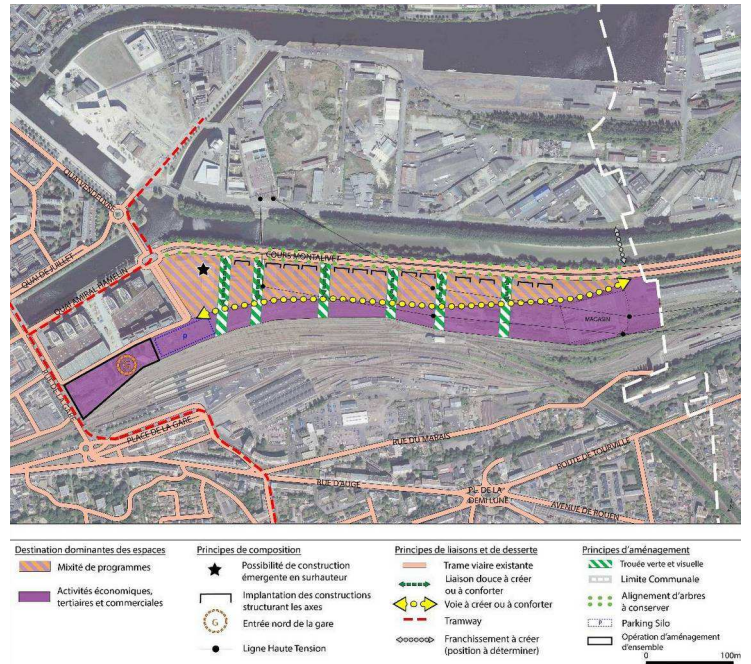 QUAI VENDEUVRE
QUAI DE JUILLET
QUAI AMIRAL HAMELIN
COURS MONTALIVET
MAGASIN
P
G
PLACE DE LA GARE
RUE DU MARAIS
ROUTE DE TOURVILLE
RUE D'AUGE
PL. DE LA
DEMI LUNE
AVENUE DE ROUEN
Destination dominantes des espaces
Mixité de programmes
Activités économiques,
tertiaires et commerciales
Principes de composition
Possibilité de construction
émergente en surhauteur
Implantation des constructions
structurant les axes
G
Entrée nord de la gare
Ligne Haute Tension
Principes de liaisons et de desserte
Trame viaire existante
Liaison douce à créer
ou à conforter
Voie à créer ou à conforter
Tramway
Franchissement à créer
(position à déterminer)
Principes d'aménagement
Trouée verte et visuelle
Limite Communale
Alignement d'arbres
à conserver
P
Parking Silo
Opération d'aménagement
d'ensemble
0 100m